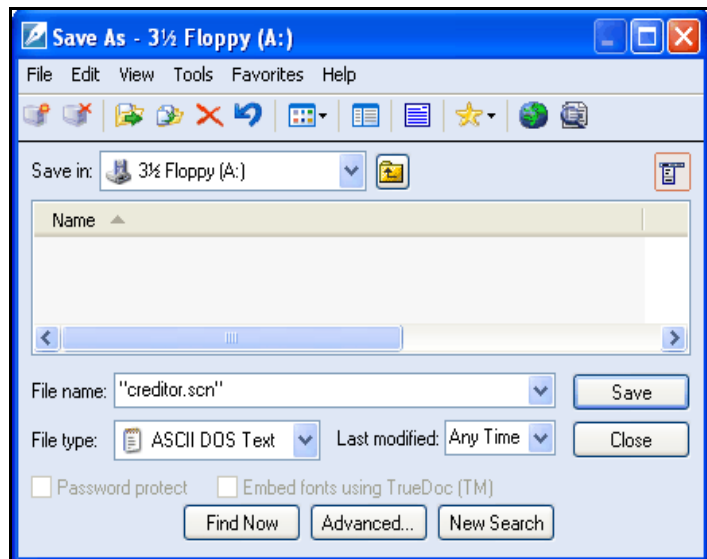 Save As - 3½ Floppy (A:)
File Edit View Tools Favorites Help
Save in: 3½ Floppy (A:)
Name
File name: "creditor.scn" Save
File type: ASCII DOS Text Last modified: Any Time Close
Password protect Embed fonts using TrueDoc (TM)
Find Now Advanced... New Search